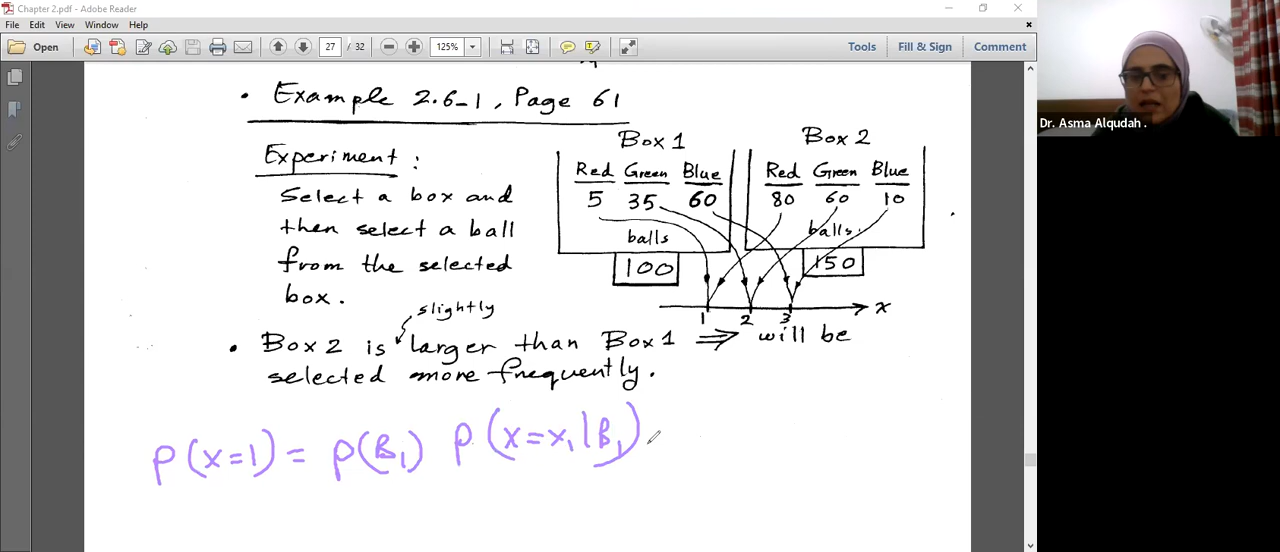 Chapter 2.pdf - Adobe Reader
File Edit View Window Help
Open 27 / 32 125% Tools Fill & Sign Comment
Dr. Asma Alqudah .
• Example 2.6-1, Page 61
Experiment :
Select a box and
then select a ball
from the selected
box.
Box 1
Red Green Blue
5 35 60
balls
100
Box 2
Red Green Blue
80 60 10
balls.
150
1 2 3 x
slightly
• Box 2 is larger than Box 1 ⇒ will be
selected more frequently.
P(X=1) = P(B₁) P(X=x₁|B₁)